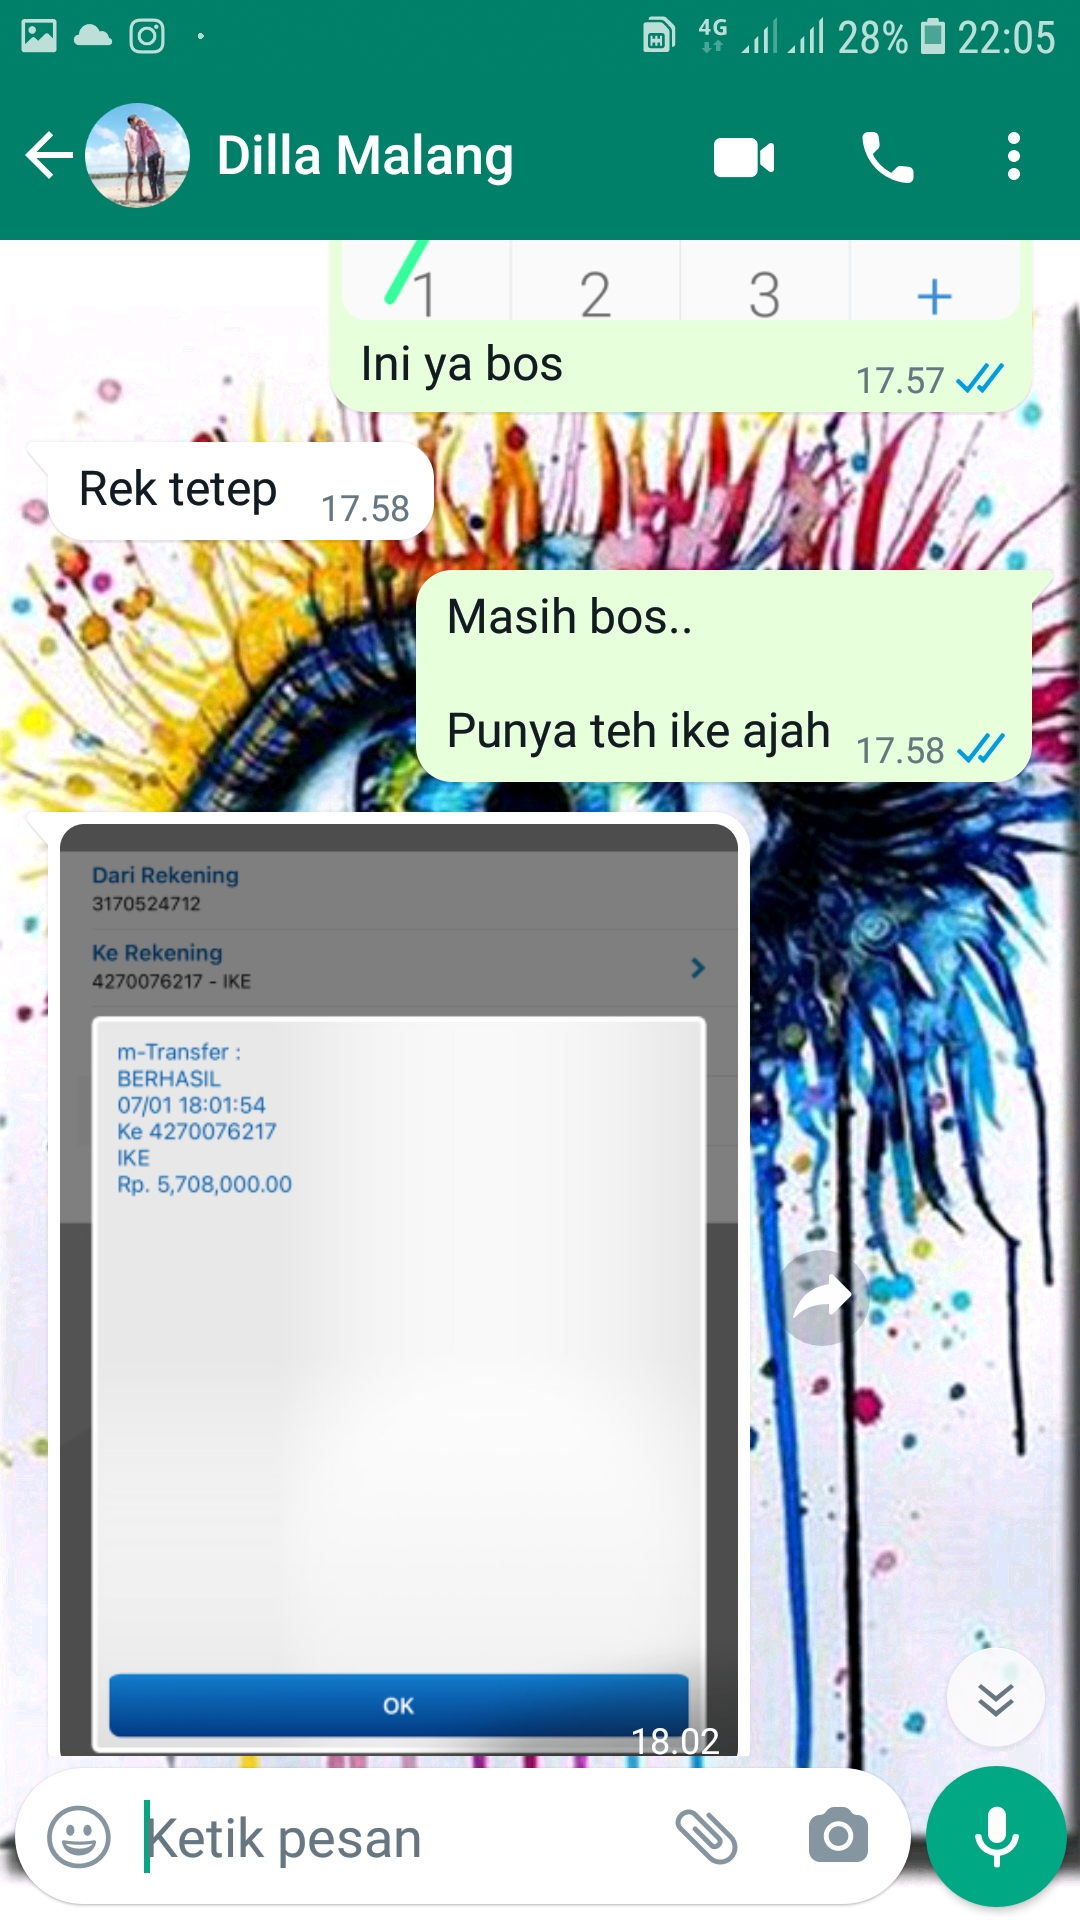 4G
28%
22:05
Dilla Malang
1
2
3
+
Ini ya bos
17.57
Rek tetep
17.58
Masih bos..
Punya teh ike ajah
17.58
Dari Rekening
3170524712
Ke Rekening
4270076217 - IKE
m-Transfer :
BERHASIL
07/01 18:01:54
Ke 4270076217
IKE
Rp. 5,708,000.00
OK
18.02
Ketik pesan